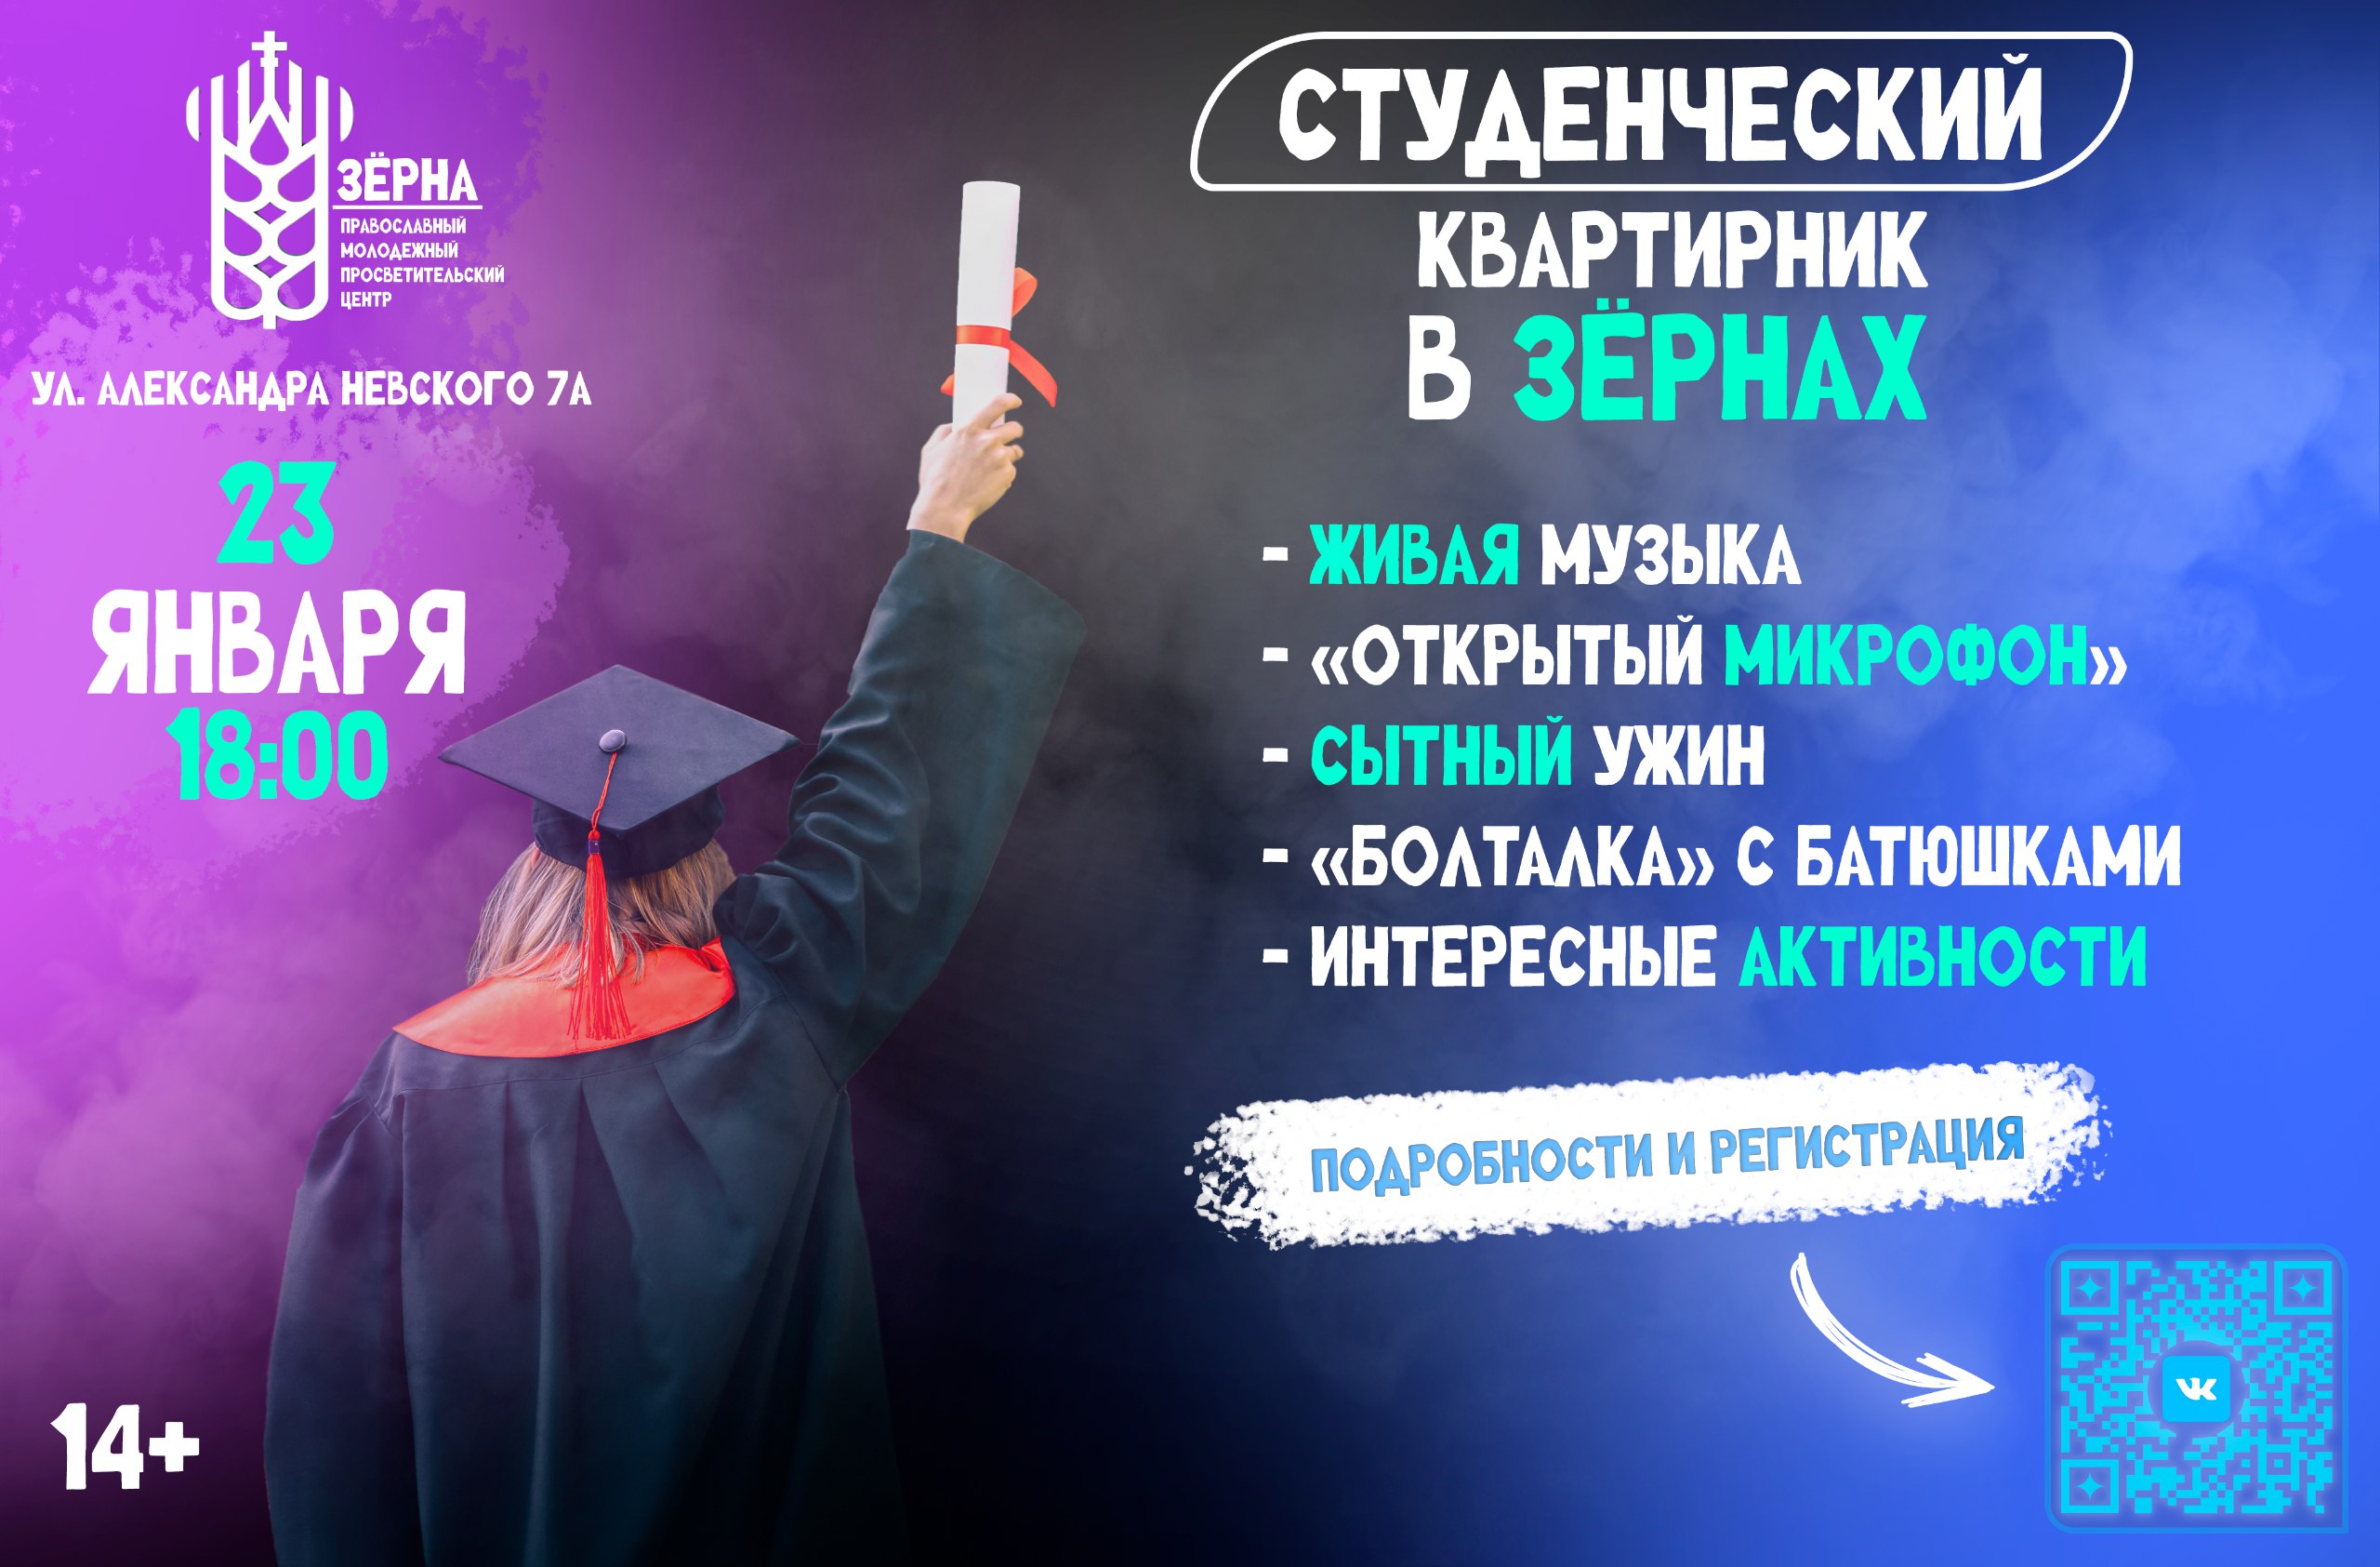 ЗЁРНА
ПРАВОСЛАВНЫЙ
МОЛОДЕЖНЫЙ
ПРОСВЕТИТЕЛЬСКИЙ
ЦЕНТР
УЛ. АЛЕКСАНДРА НЕВСКОГО 7А
23
ЯНВАРЯ
18:00
14+
СТУДЕНЧЕСКИЙ
КВАРТИРНИК
В ЗЁРНАХ
- ЖИВАЯ МУЗЫКА
- «ОТКРЫТЫЙ МИКРОФОН»
- СЫТНЫЙ УЖИН
- «БОЛТАЛКА» С БАТЮШКАМИ
- ИНТЕРЕСНЫЕ АКТИВНОСТИ
ПОДРОБНОСТИ И РЕГИСТРАЦИЯ
VK